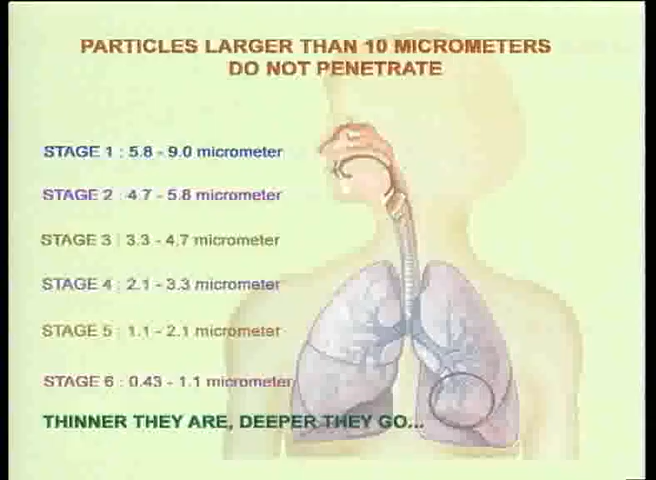 PARTICLES LARGER THAN 10 MICROMETERS
DO NOT PENETRATE
STAGE 1 : 5.8 - 9.0 micrometer
STAGE 2 : 4.7 - 5.8 micrometer
STAGE 3 : 3.3 - 4.7 micrometer
STAGE 4 : 2.1 - 3.3 micrometer
STAGE 5 : 1.1 - 2.1 micrometer
STAGE 6 : 0.43 - 1.1 micrometer
THINNER THEY ARE, DEEPER THEY GO...